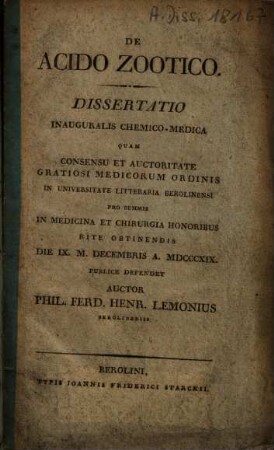 A. Diss. 18167
DE
ACIDO ZOOTICO.
DISSERTATIO
INAUGURALIS CHEMICO-MEDICA
QUAM
CONSENSU ET AUCTORITATE
GRATIOSI MEDICORUM ORDINIS
IN UNIVERSITATE LITTERARIA BEROLINENSI
PRO SUMMIS
IN MEDICINA ET CHIRURGIA HONORIBUS
RITE OBTINENDIS
DIE IX. M. DECEMBRIS A. MDCCCXIX.
PUBLICE DEFENDET
AUCTOR
PHIL. FERD. HENR. LEMONIUS
BEROLINENSIS.
BEROLINI,
TYPIS JOANNIS FRIDERICI STARCKII.